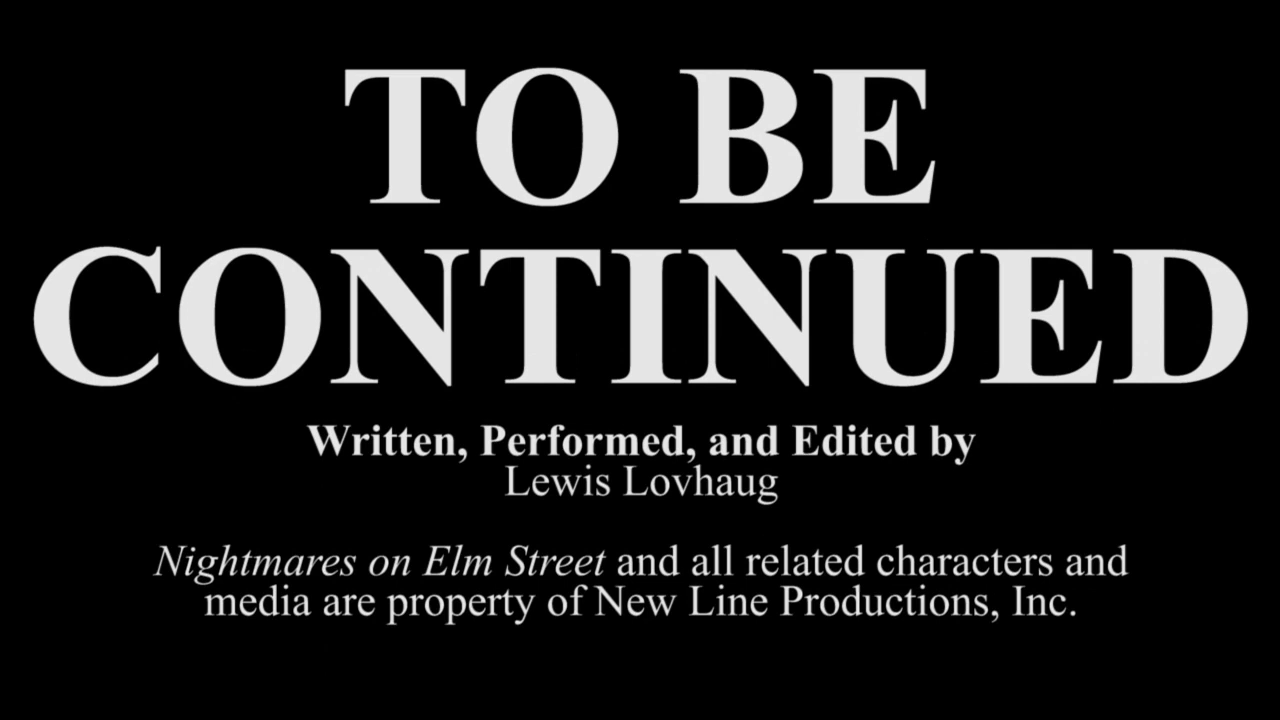 TO BE
CONTINUED
Written, Performed, and Edited by
Lewis Lovhaug
Nightmares on Elm Street and all related characters and
media are property of New Line Productions, Inc.